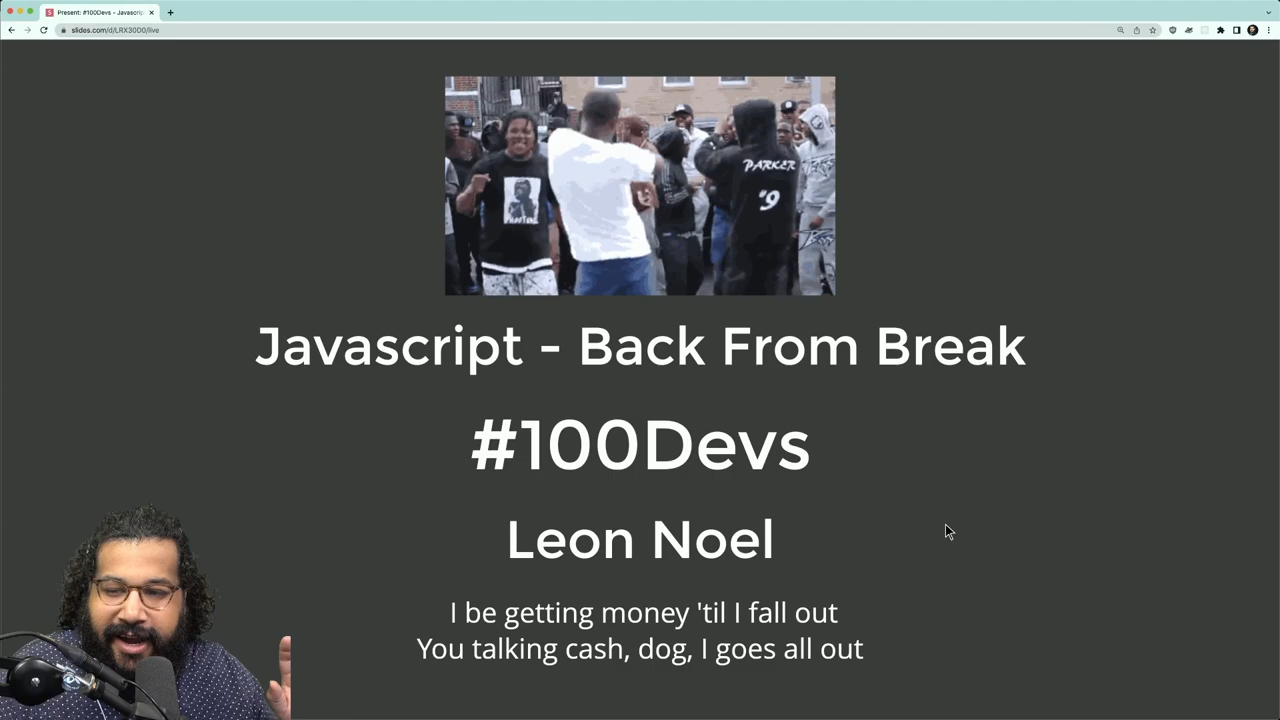 Present: #100Devs - Javascrip
slides.com/d/LRX30D0/live
PARKER
'9
Javascript - Back From Break
#100Devs
Leon Noel
I be getting money 'til I fall out
You talking cash, dog, I goes all out